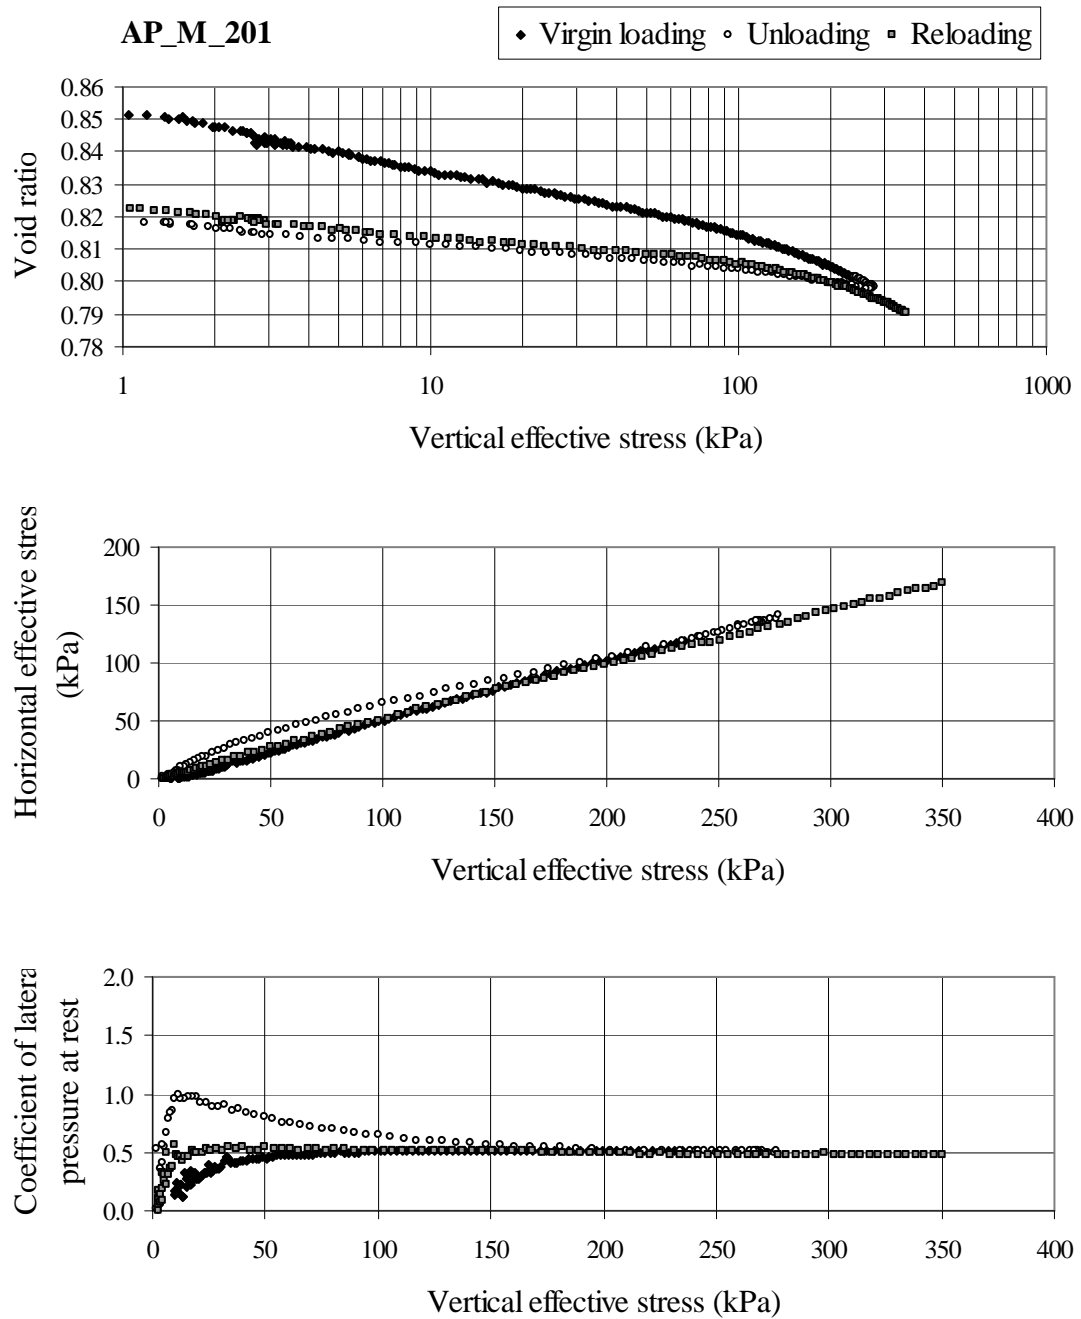 AP_M_201
Virgin loading Unloading Reloading
Void ratio
0.86
0.85
0.84
0.83
0.82
0.81
0.80
0.79
0.78
1 10 100 1000
Vertical effective stress (kPa)
Horizontal effective stres
(kPa)
200
150
100
50
0
0 50 100 150 200 250 300 350 400
Vertical effective stress (kPa)
Coefficient of latera
pressure at rest
2.0
1.5
1.0
0.5
0.0
0 50 100 150 200 250 300 350 400
Vertical effective stress (kPa)